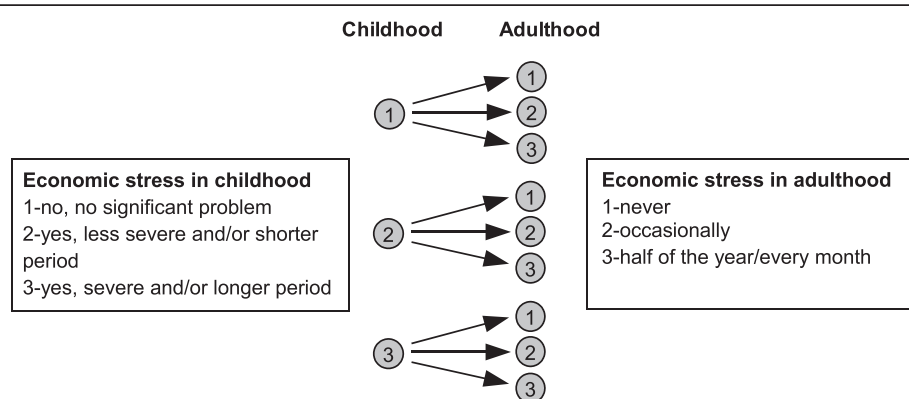 Childhood Adulthood
1
1
2
3
Economic stress in childhood
1-no, no significant problem
2-yes, less severe and/or shorter
period
3-yes, severe and/or longer period
2
1
2
3
Economic stress in adulthood
1-never
2-occasionally
3-half of the year/every month
3
1
2
3